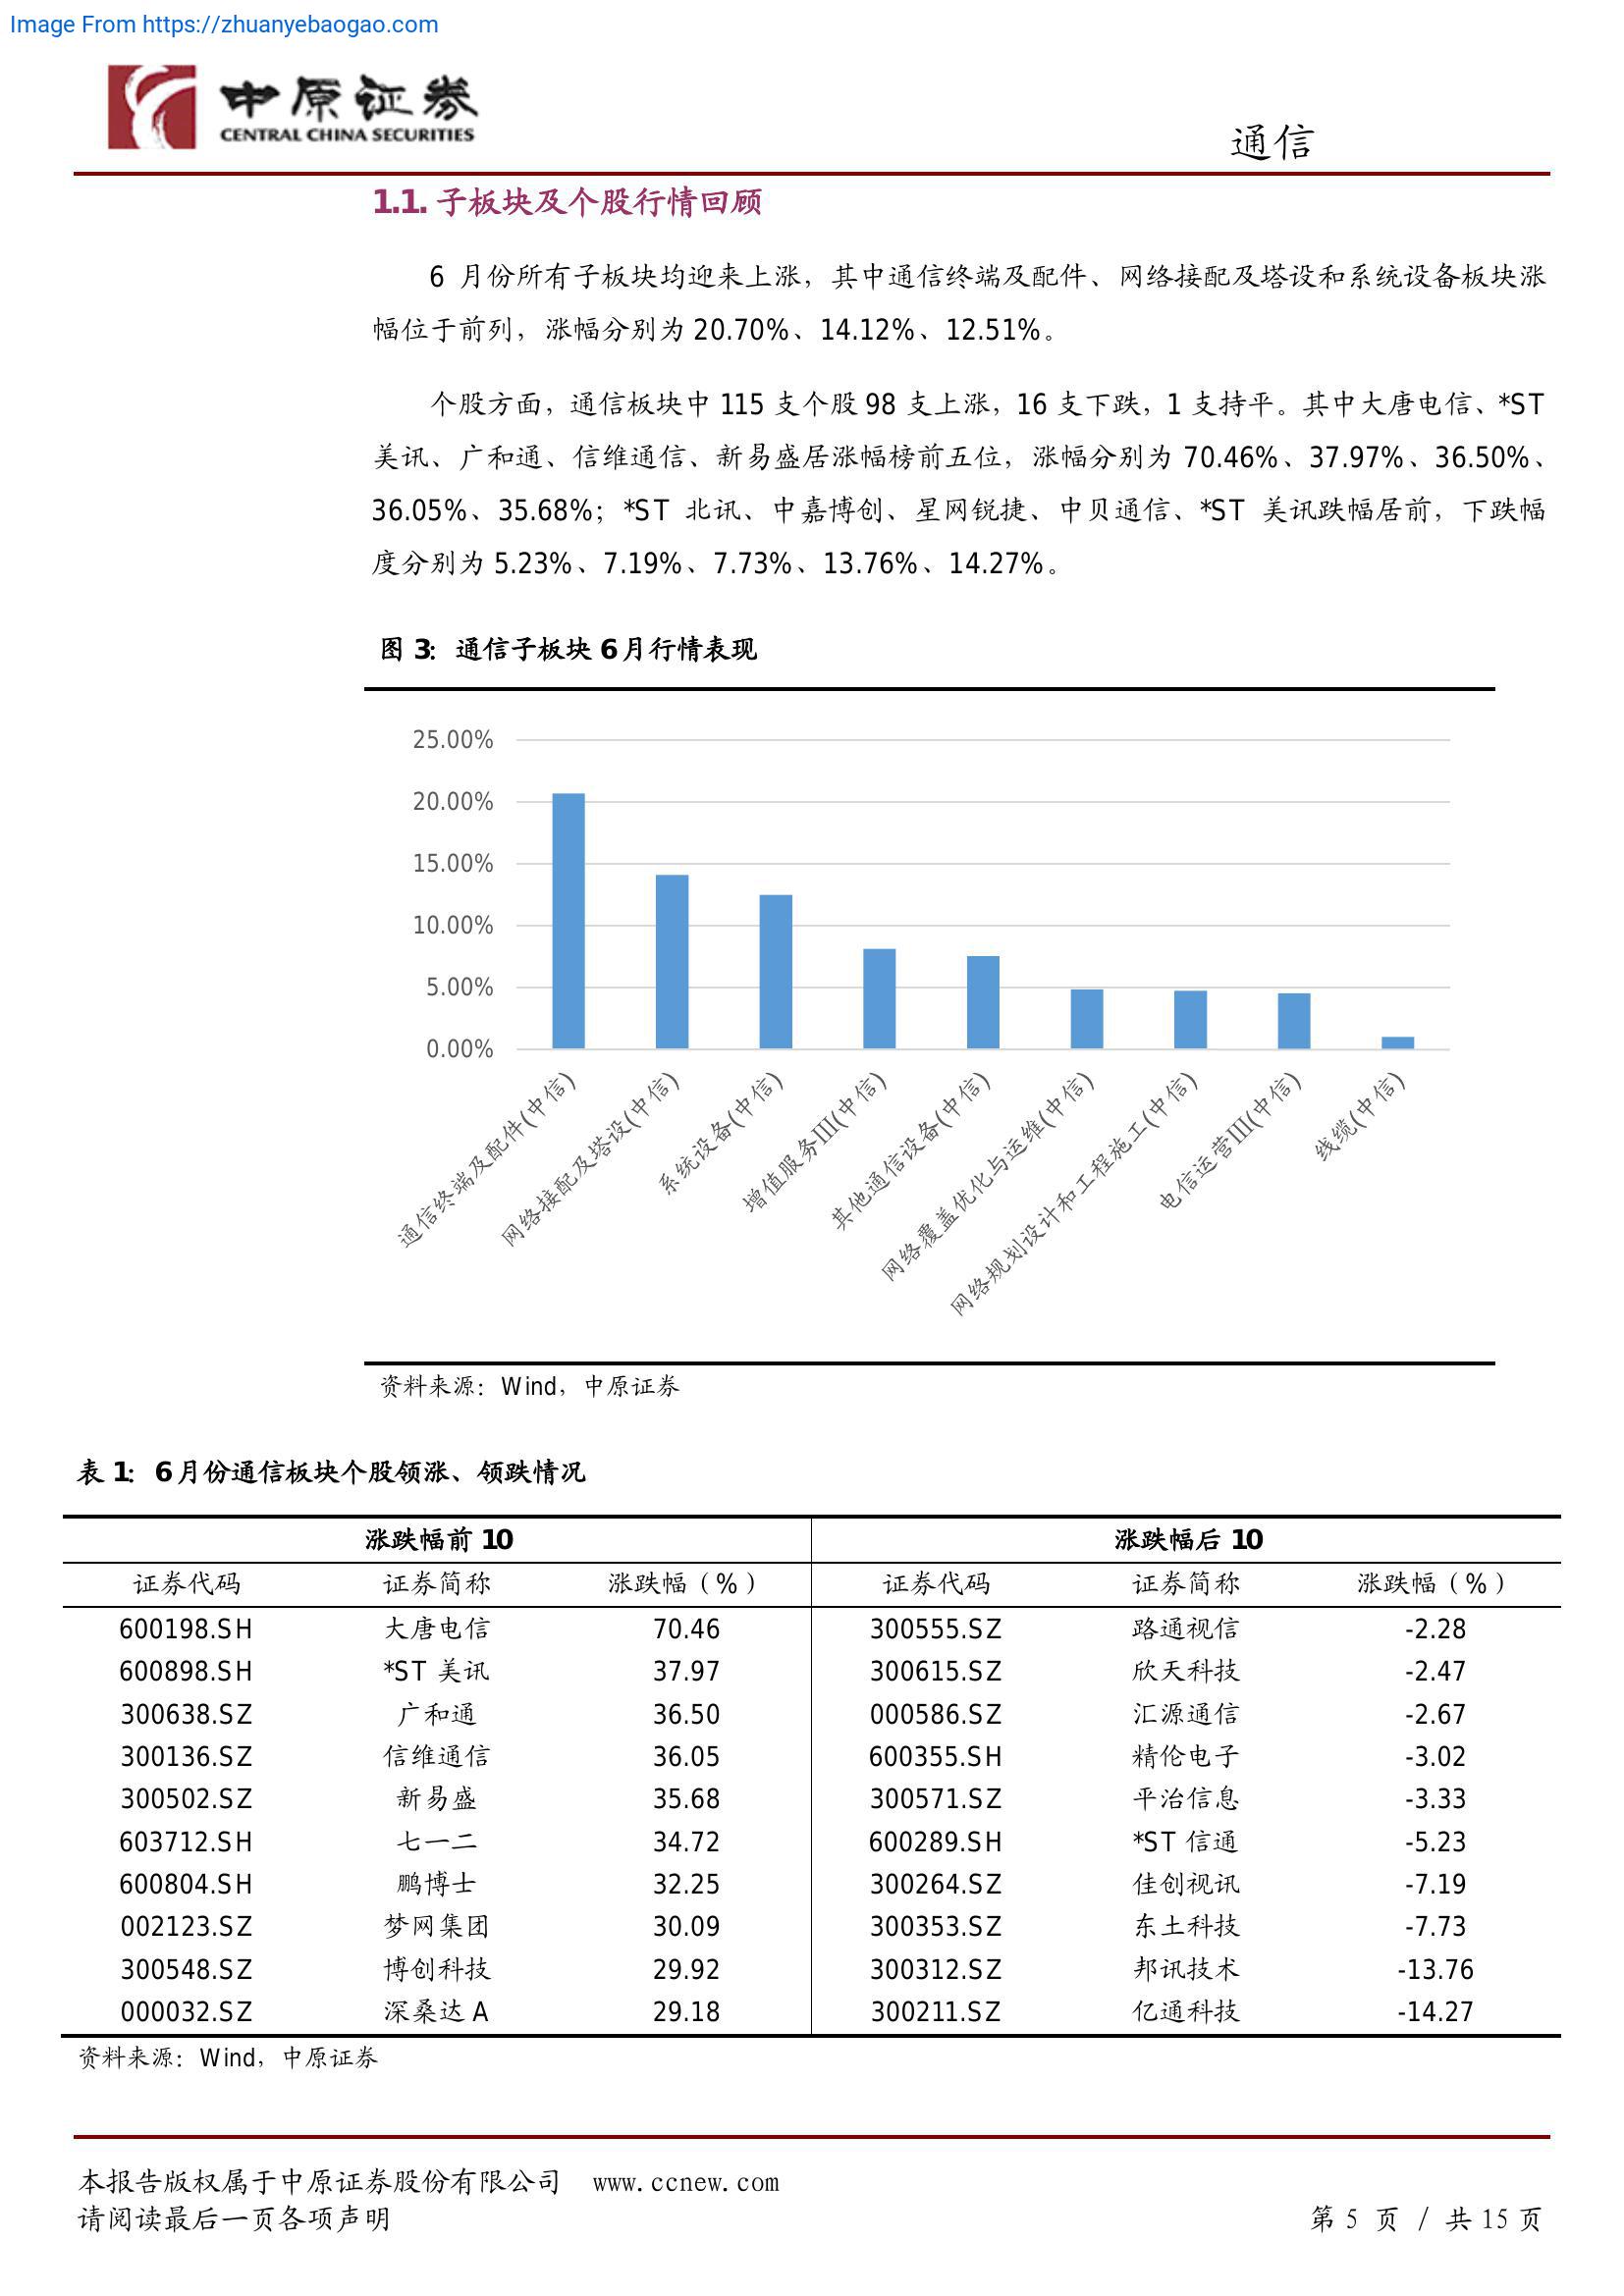 Image From https://zhuanyebaogao.com
中原证券
CENTRAL CHINA SECURITIES
通信
1.1. 子板块及个股行情回顾
6 月份所有子板块均迎来上涨，其中通信终端及配件、网络接配及塔设和系统设备板块涨
幅位于前列，涨幅分别为 20.70%、14.12%、12.51%。
个股方面，通信板块中 115 支个股 98 支上涨，16 支下跌，1 支持平。其中大唐电信、*ST
美讯、广和通、信维通信、新易盛居涨幅榜前五位，涨幅分别为 70.46%、37.97%、36.50%、
36.05%、35.68%；*ST 北讯、中嘉博创、星网锐捷、中贝通信、*ST 美讯跌幅居前，下跌幅
度分别为 5.23%、7.19%、7.73%、13.76%、14.27%。
图 3：通信子板块 6 月行情表现
25.00%
20.00%
15.00%
10.00%
5.00%
0.00%
通信终端及配件(中信)
网络接配及塔设(中信)
系统设备(中信)
增值服务III(中信)
其他通信设备(中信)
网络覆盖优化与运维(中信)
网络规划设计和工程施工(中信)
电信运营III(中信)
线缆(中信)
资料来源：Wind，中原证券
表 1：6 月份通信板块个股领涨、领跌情况
涨跌幅前 10 涨跌幅后 10
证券代码 证券简称 涨跌幅（%） 证券代码 证券简称 涨跌幅（%）
600198.SH 大唐电信 70.46 300555.SZ 路通视信 -2.28
600898.SH *ST 美讯 37.97 300615.SZ 欣天科技 -2.47
300638.SZ 广和通 36.50 000586.SZ 汇源通信 -2.67
300136.SZ 信维通信 36.05 600355.SH 精伦电子 -3.02
300502.SZ 新易盛 35.68 300571.SZ 平治信息 -3.33
603712.SH 七一二 34.72 600289.SH *ST 信通 -5.23
600804.SH 鹏博士 32.25 300264.SZ 佳创视讯 -7.19
002123.SZ 梦网集团 30.09 300353.SZ 东土科技 -7.73
300548.SZ 博创科技 29.92 300312.SZ 邦讯技术 -13.76
000032.SZ 深桑达 A 29.18 300211.SZ 亿通科技 -14.27
资料来源：Wind，中原证券
本报告版权属于中原证券股份有限公司 www.ccnew.com
请阅读最后一页各项声明 第 5 页 / 共 15 页